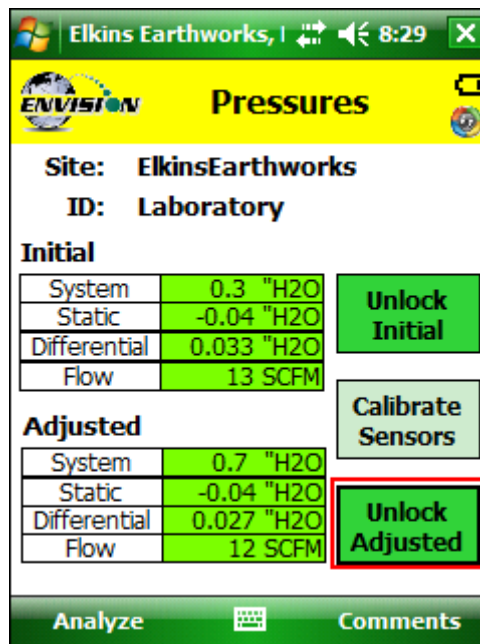 Elkins Earthworks, I 8:29
ENVISION
Pressures
Site: ElkinsEarthworks
ID: Laboratory
Initial
System 0.3 "H2O
Static -0.04 "H2O
Differential 0.033 "H2O
Flow 13 SCFM
Unlock
Initial
Calibrate
Sensors
Adjusted
System 0.7 "H2O
Static -0.04 "H2O
Differential 0.027 "H2O
Flow 12 SCFM
Unlock
Adjusted
Analyze Comments